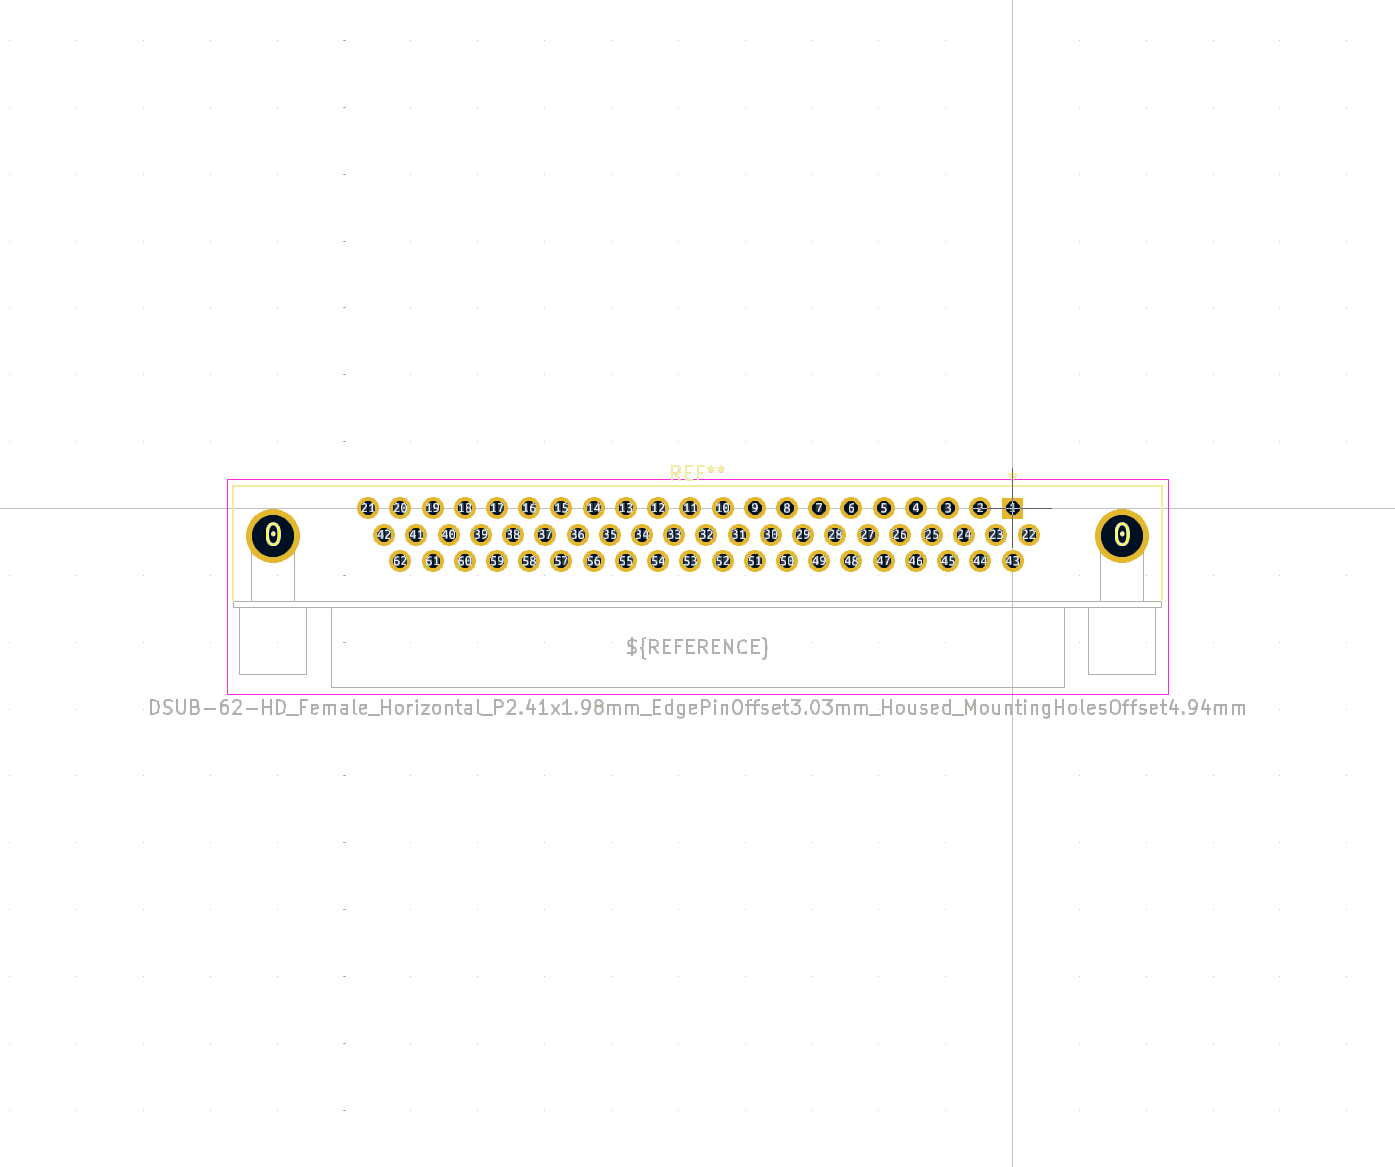 REF** *
21 20 19 18 17 16 15 14 13 12 11 10 9 8 7 6 5 4 3 2 1
0 42 41 40 39 38 37 36 35 34 33 32 31 30 29 28 27 26 25 24 23 22 0
62 61 60 59 58 57 56 55 54 53 52 51 50 49 48 47 46 45 44 43
${REFERENCE}
DSUB-62-HD_Female_Horizontal_P2.41x1.98mm_EdgePinOffset3.03mm_Housed_MountingHolesOffset4.94mm